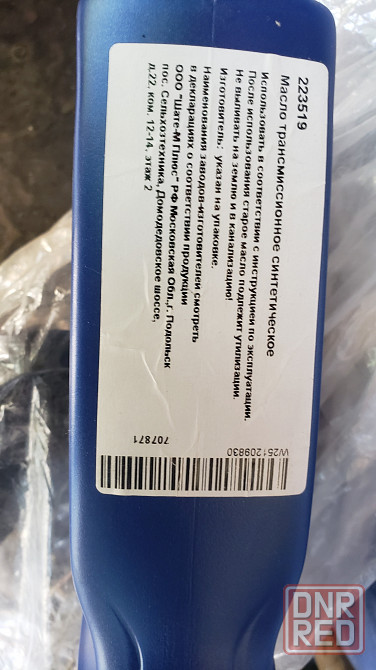 223519
Масло трансмиссионное синтетическое
Использовать в соответствии с инструкцией по эксплуатации.
После использования старое масло подлежит утилизации.
Не выливать на землю и в канализацию!
Изготовитель: указан на упаковке.
Наименования заводов-изготовителей смотреть
в декларациях о соответствии продукции
ООО "Шате-М Плюс" РФ Московская Обл., г. Подольск
пос. Сельхозтехника, Домодедовское шоссе,
д.22, ком. 12-14, этаж 2
W251209830
707871
DNR
RED